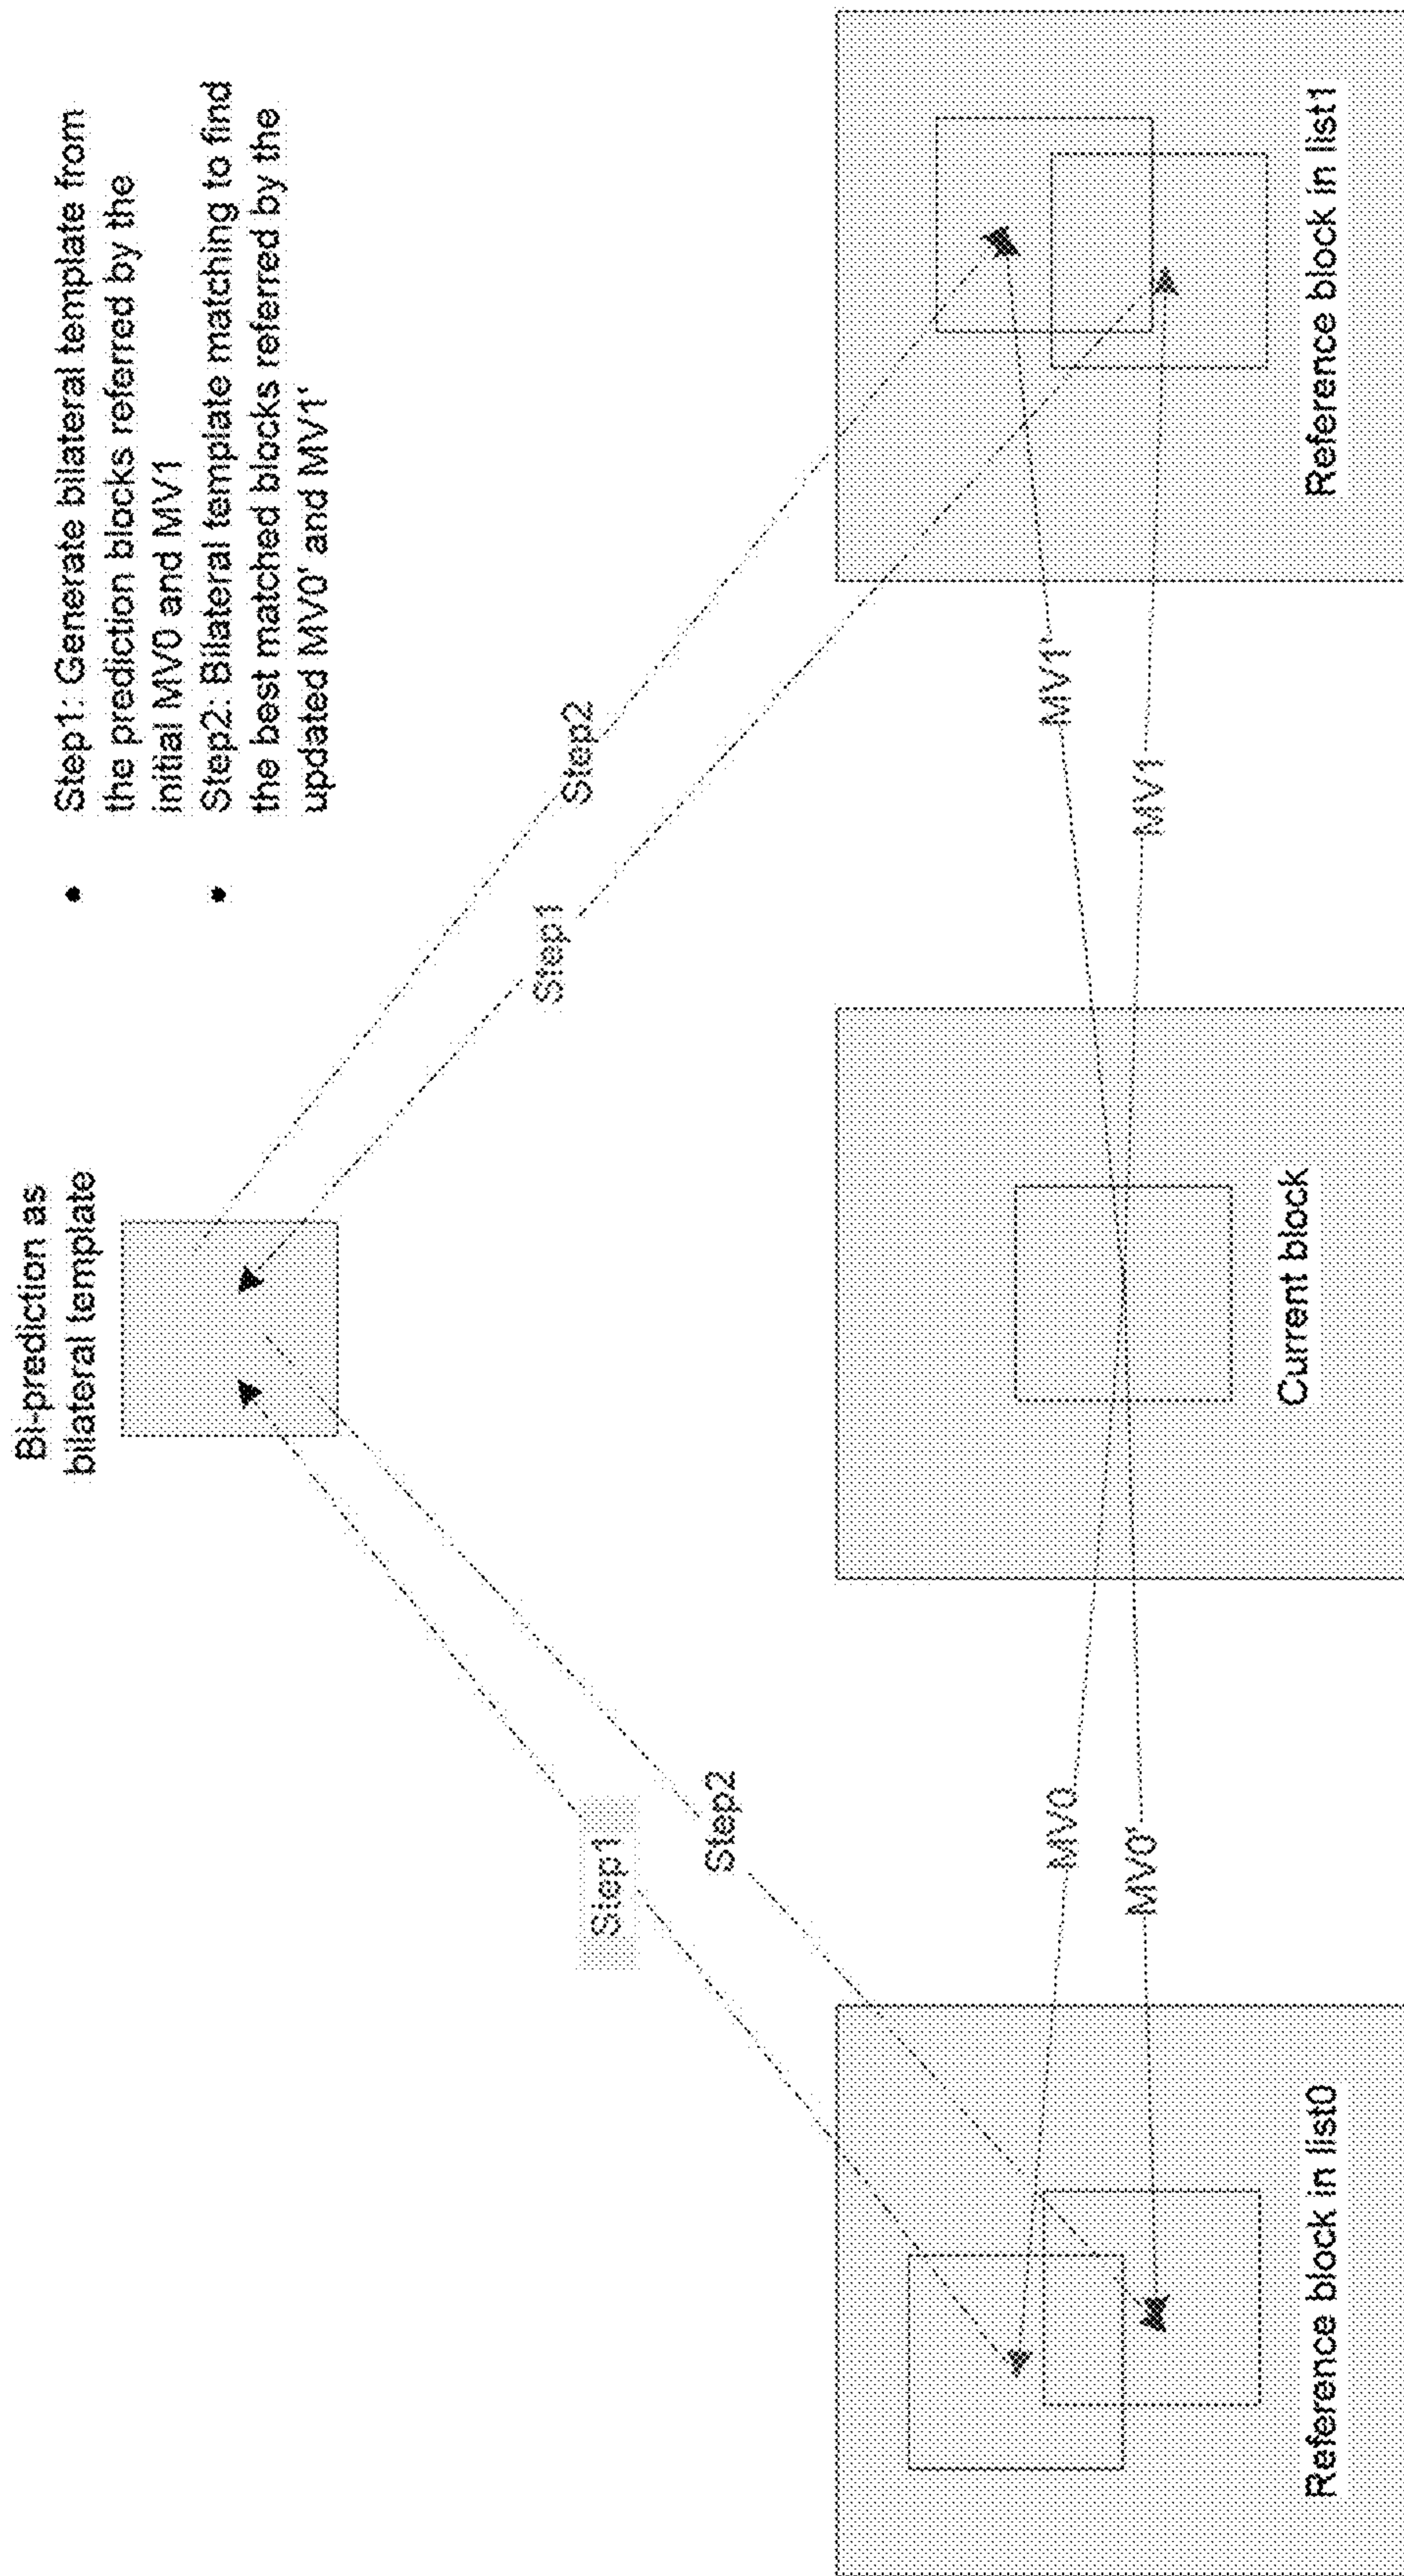 Bi-prediction as
bilateral template
• Step1: Generate bilateral template from
the prediction blocks referred by the
initial MV0 and MV1
• Step2: Bilateral template matching to find
the best matched blocks referred by the
updated MV0' and MV1'
Step1
Step2
Step1
Step2
MV0
MV0'
MV1'
MV1
Reference block in list0
Current block
Reference block in list1